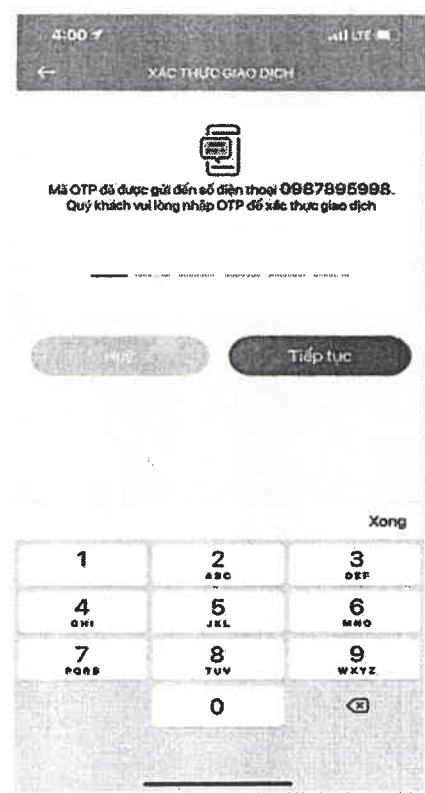 4:00
LTE
XÁC THỰC GIAO DỊCH
Mã OTP đã được gửi đến số điện thoại 0987895998.
Quý khách vui lòng nhập OTP để xác thực giao dịch
Huỷ Tiếp tục
Xong
1 2 3
ABC DEF
4 5 6
GHI JKL MNO
7 8 9
PQRS TUV WXYZ
0